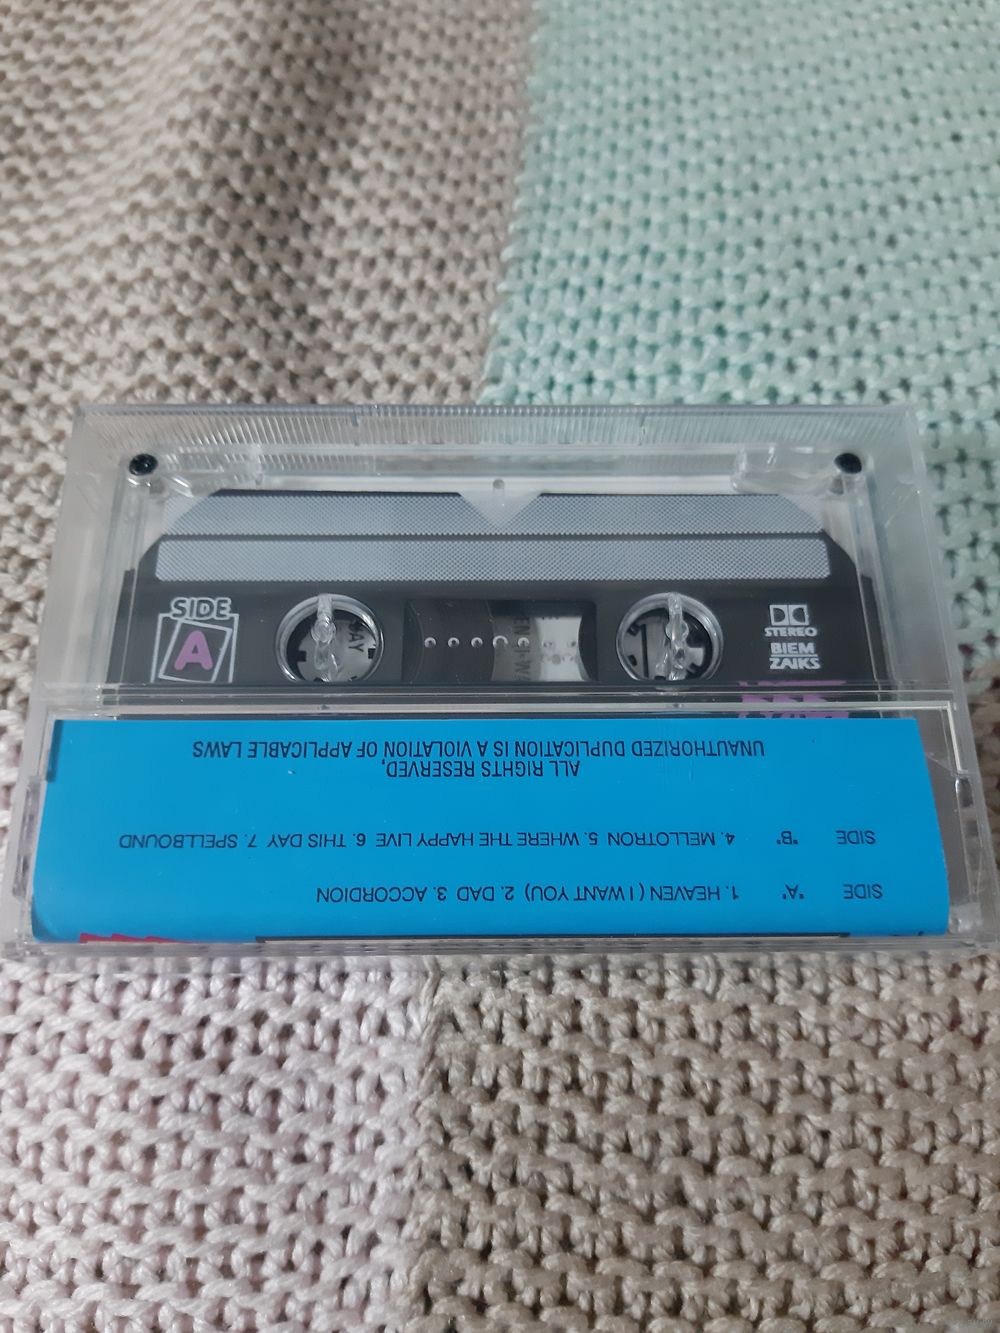 SIDE
A
STEREO
BIEM
ZAIKS
SIDE "A" 1. HEAVEN ( I WANT YOU) 2. DAD 3. ACCORDION
SIDE "B" 4. MELLOTRON 5. WHERE THE HAPPY LIVE 6. THIS DAY 7. SPELLBOUND
ALL RIGHTS RESERVED,
UNAUTHORIZED DUPLICATION IS A VIOLATION OF APPLICABLE LAWS